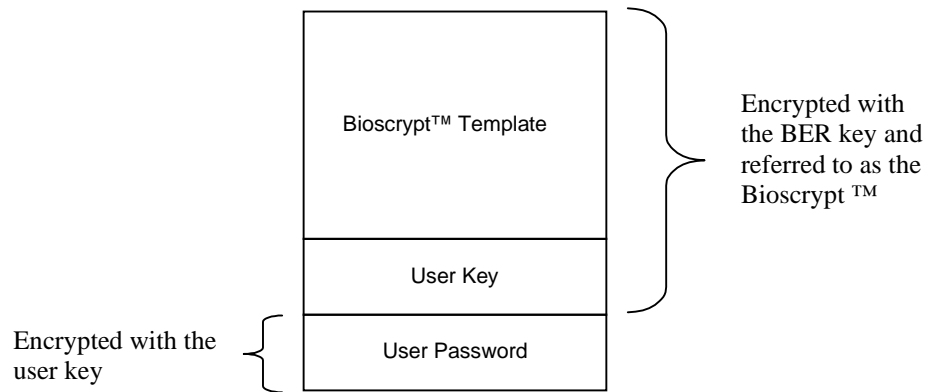 Bioscrypt™ Template
Encrypted with
the BER key and
referred to as the
Bioscrypt ™
User Key
Encrypted with the
user key
User Password